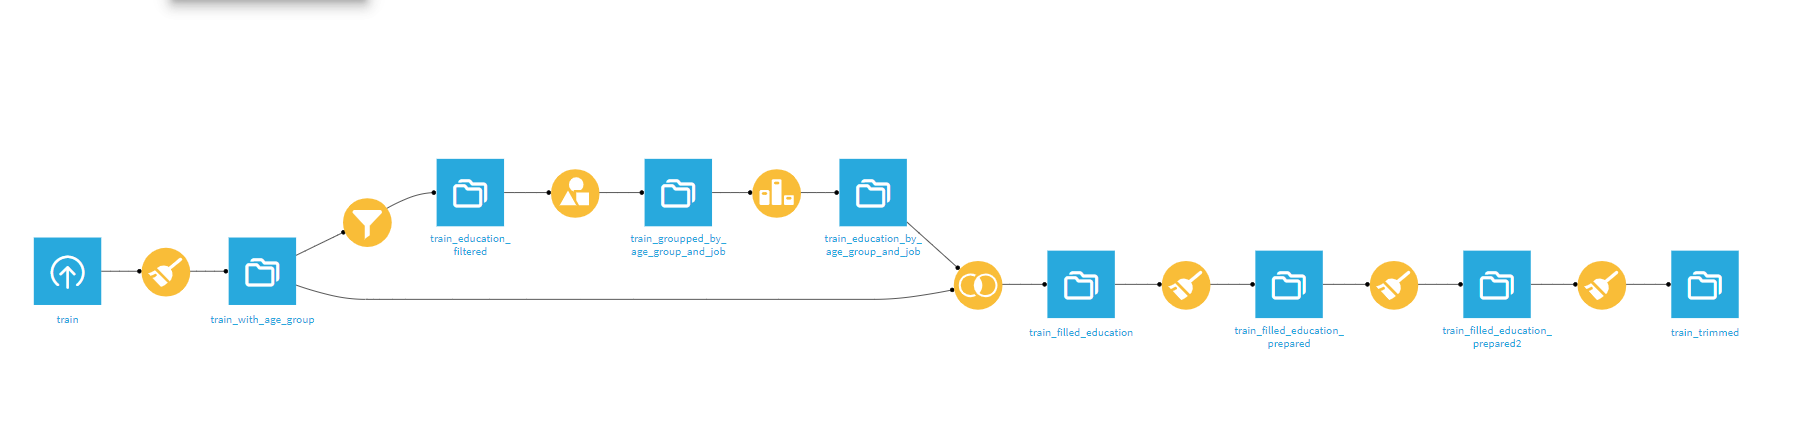 train
train_with_age_group
train_education_
filtered
train_groupped_by_
age_group_and_job
train_education_by_
age_group_and_job
train_filled_education
train_filled_education_
prepared
train_filled_education_
prepared2
train_trimmed